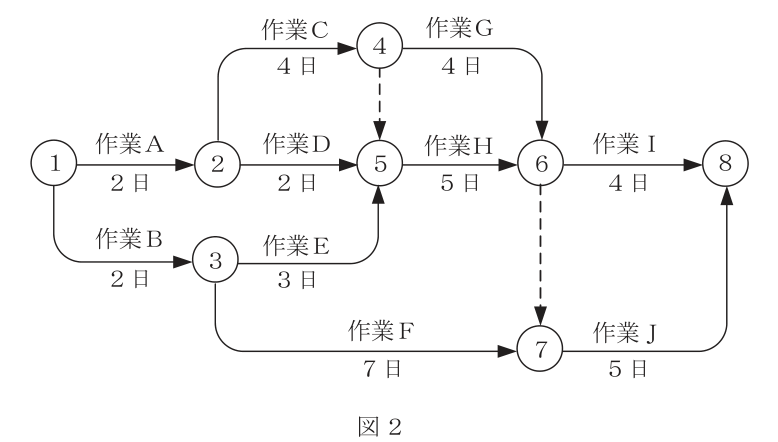 作業C
4日
作業G
4日
4
作業A
2日
作業D
2日
作業H
5日
作業I
4日
1
2
5
6
8
作業B
2日
3
作業E
3日
作業F
7日
7
作業J
5日
図2